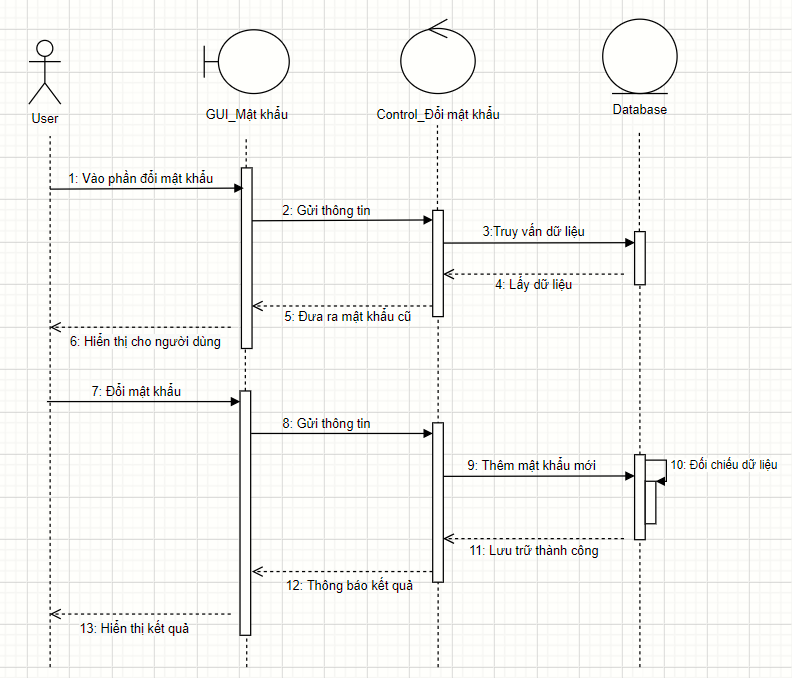 User
GUI_Mật khẩu
Control_Đổi mật khẩu
Database
1: Vào phần đổi mật khẩu
2: Gửi thông tin
3:Truy vấn dữ liệu
4: Lấy dữ liệu
5: Đưa ra mật khẩu cũ
6: Hiển thị cho người dùng
7: Đổi mật khẩu
8: Gửi thông tin
9: Thêm mật khẩu mới
10: Đối chiếu dữ liệu
11: Lưu trữ thành công
12: Thông báo kết quả
13: Hiển thị kết quả